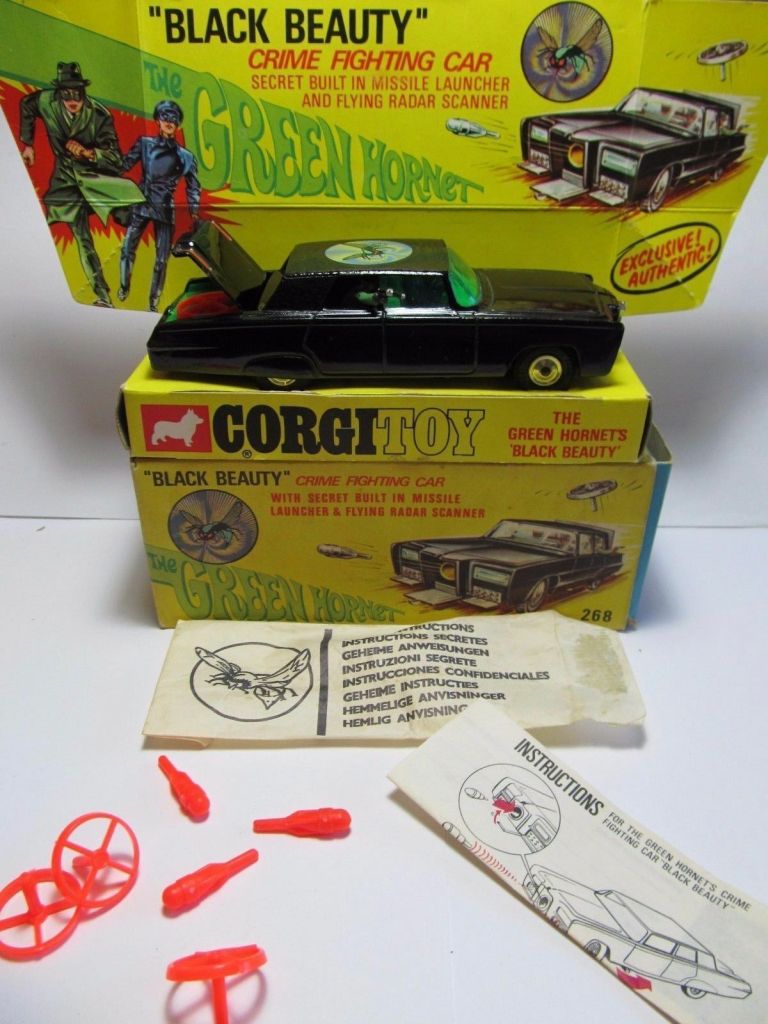 "BLACK BEAUTY"
CRIME FIGHTING CAR
SECRET BUILT IN MISSILE LAUNCHER
AND FLYING RADAR SCANNER
THE
GREEN HORNET
EXCLUSIVE!
AUTHENTIC!
CORGI TOY
®
THE
GREEN HORNET'S
'BLACK BEAUTY'
"BLACK BEAUTY" CRIME FIGHTING CAR
WITH SECRET BUILT IN MISSILE
LAUNCHER & FLYING RADAR SCANNER
THE
GREEN HORNET
268
INSTRUCTIONS SECRETES
GEHEIME ANWEISUNGEN
INSTRUZIONI SEGRETE
INSTRUCCIONES CONFIDENCIALES
GEHEIME INSTRUCTIES
HEMMELIGE ANVISNINGER
HEMLIG ANVISNING
INSTRUCTIONS
FOR THE GREEN HORNET'S CRIME
FIGHTING CAR "BLACK BEAUTY"